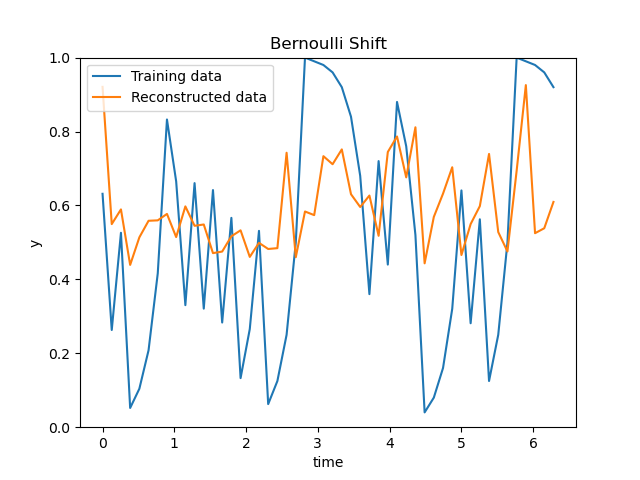 Bernoulli Shift
Training data
Reconstructed data
y
1.0
0.8
0.6
0.4
0.2
0.0
0 1 2 3 4 5 6
time